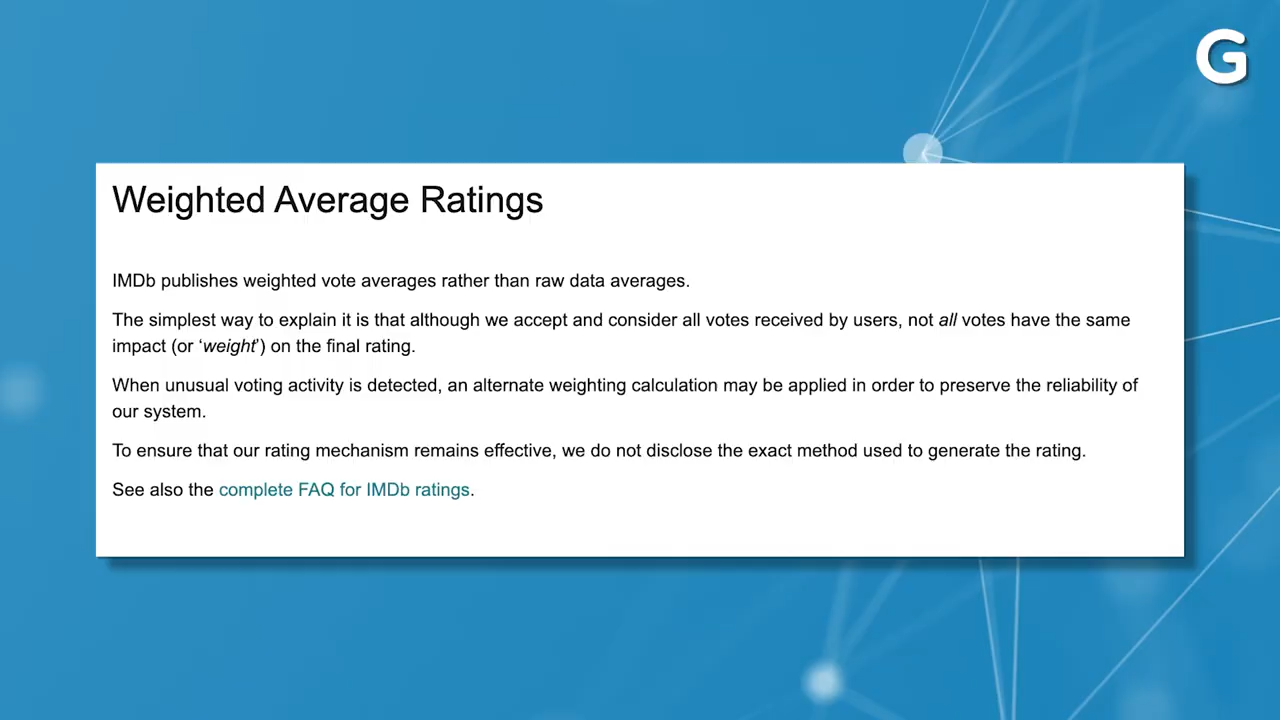 G
Weighted Average Ratings
IMDb publishes weighted vote averages rather than raw data averages.
The simplest way to explain it is that although we accept and consider all votes received by users, not all votes have the same
impact (or ‘weight’) on the final rating.
When unusual voting activity is detected, an alternate weighting calculation may be applied in order to preserve the reliability of
our system.
To ensure that our rating mechanism remains effective, we do not disclose the exact method used to generate the rating.
See also the complete FAQ for IMDb ratings.